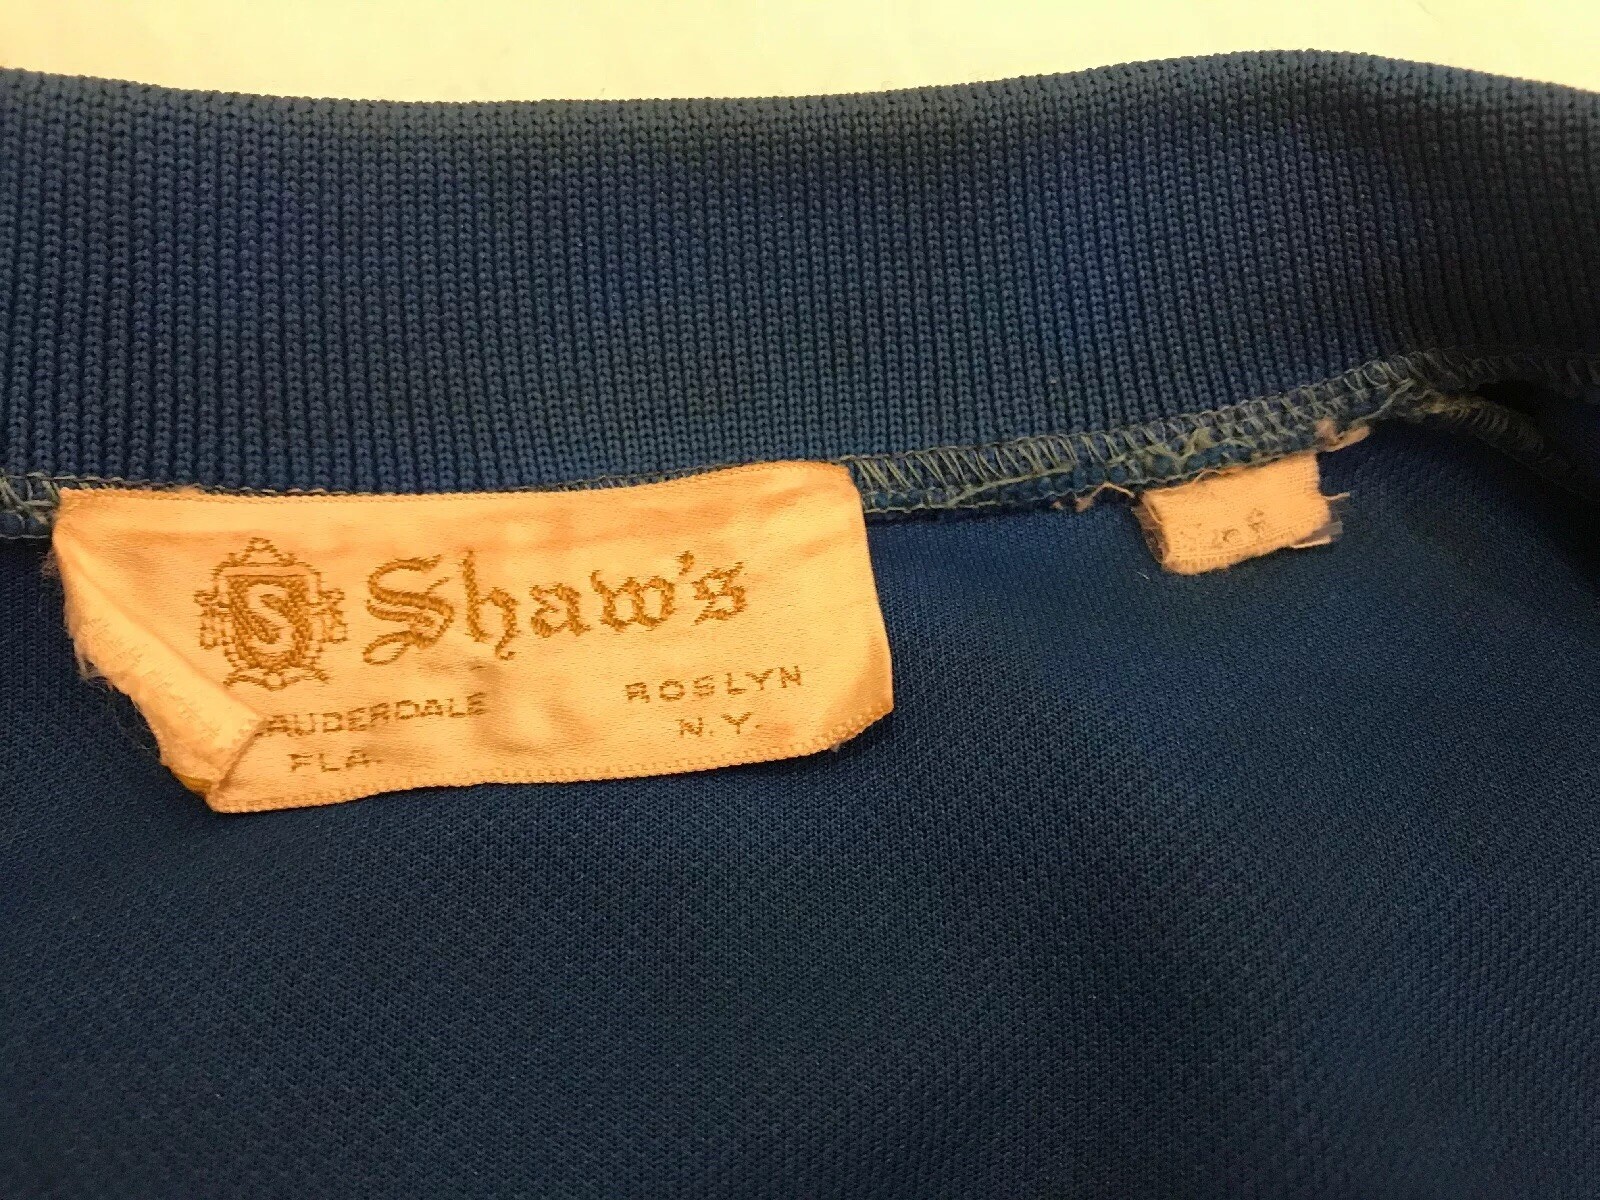 S Shaw's
AUDERDALE ROSLYN
FLA. N.Y.